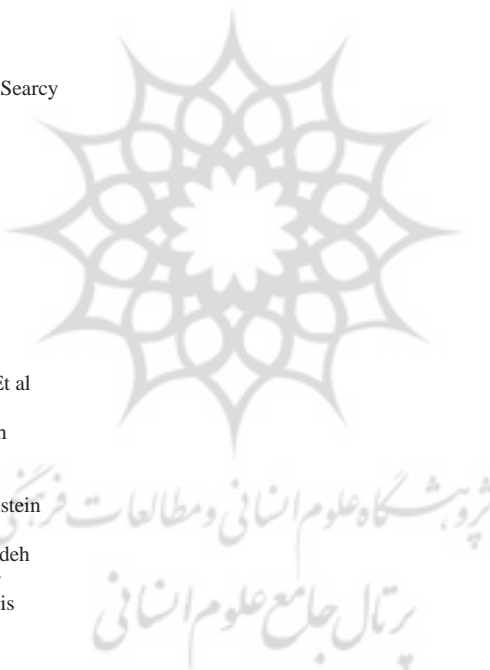 Searcy
Et al
stein
deh
is
پژوهشگاه علوم انسانی و مطالعات فرهنگی
پرتال جامع علوم انسانی